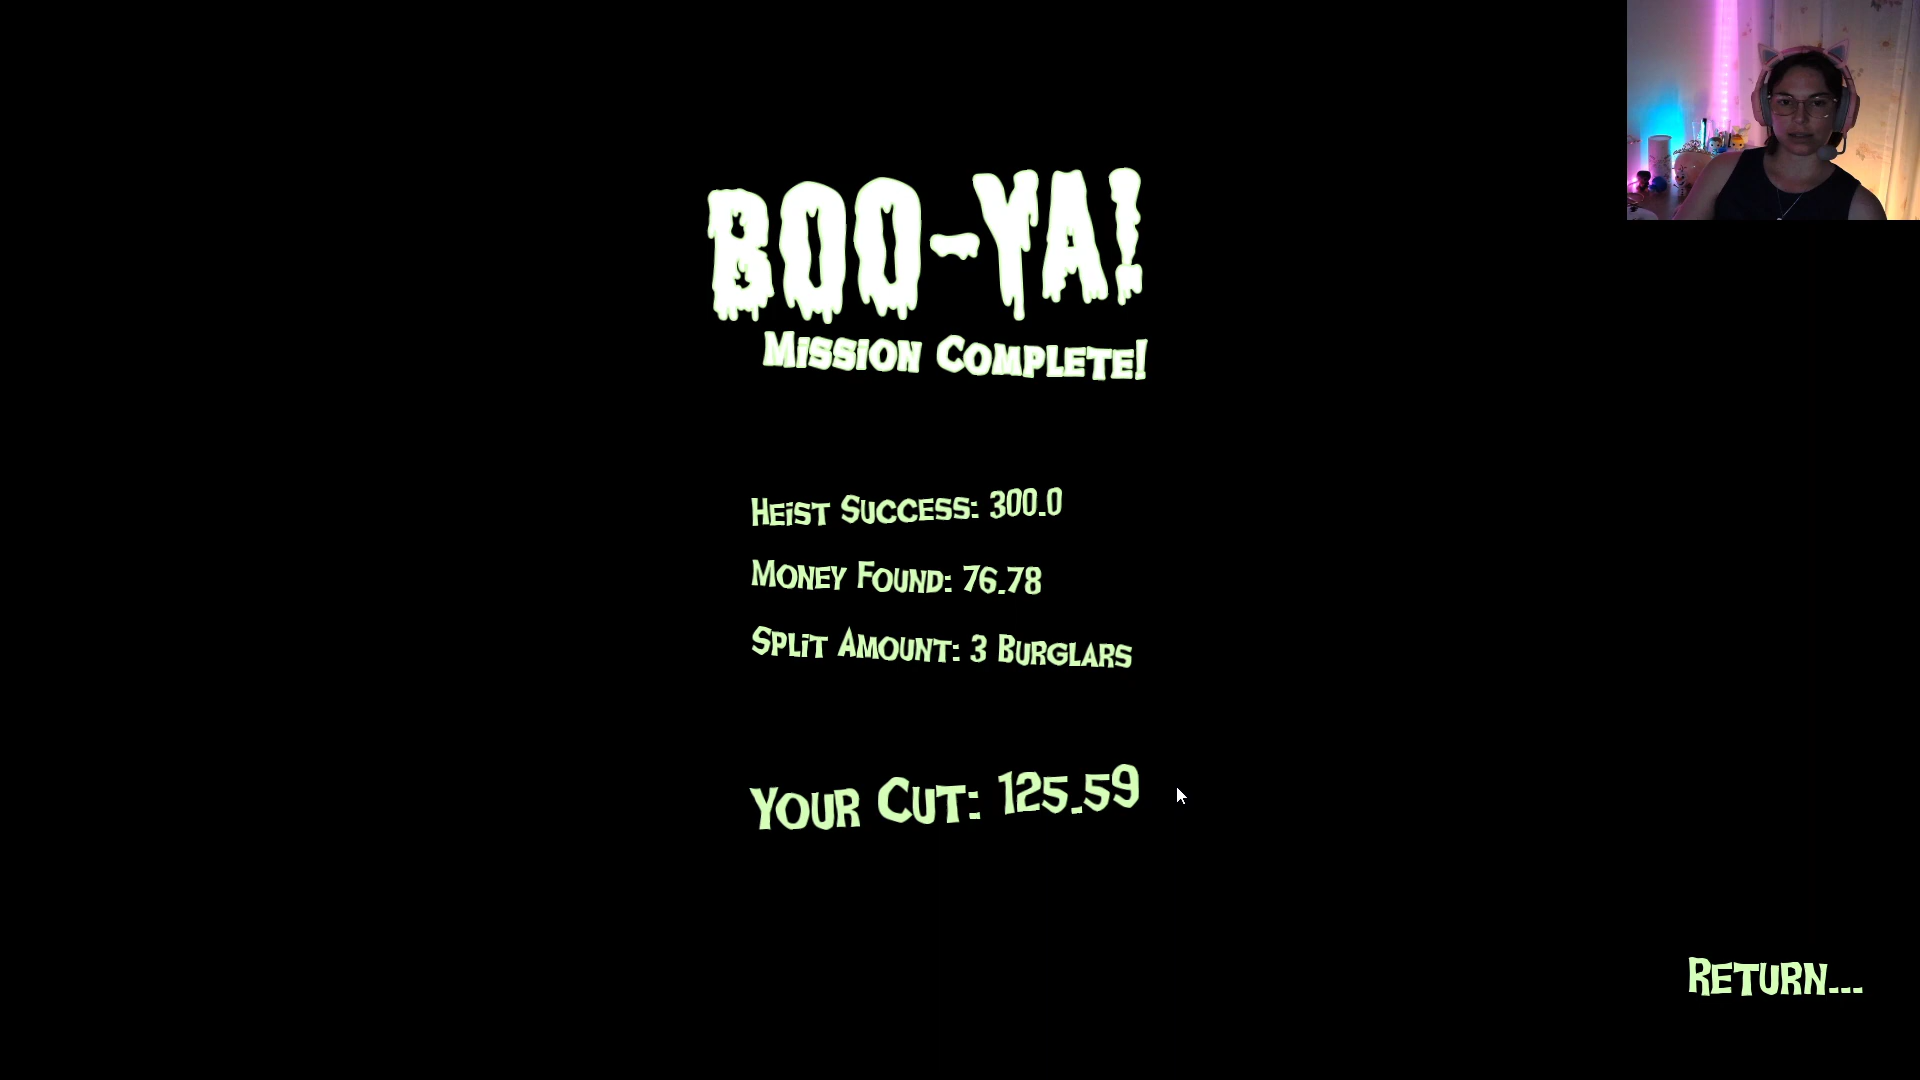 BOO-YA!
Mission Complete!
Heist Success: 300.0
Money Found: 76.78
Split Amount: 3 Burglars
Your Cut: 125.59
Return...